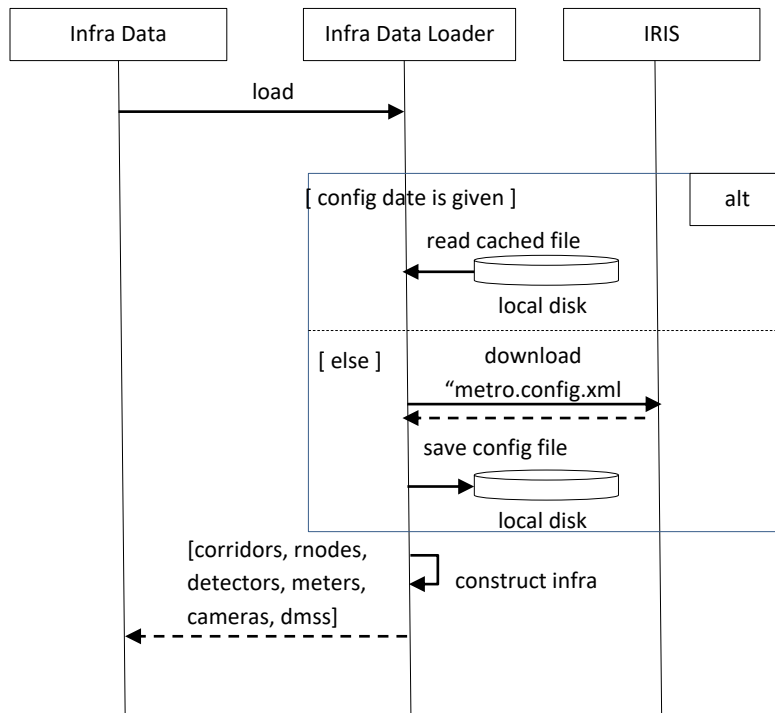 Infra Data
Infra Data Loader
IRIS
load
[ config date is given ]
alt
read cached file
local disk
[ else ]
download
“metro.config.xml
save config file
local disk
[corridors, rnodes,
detectors, meters,
cameras, dmss]
construct infra